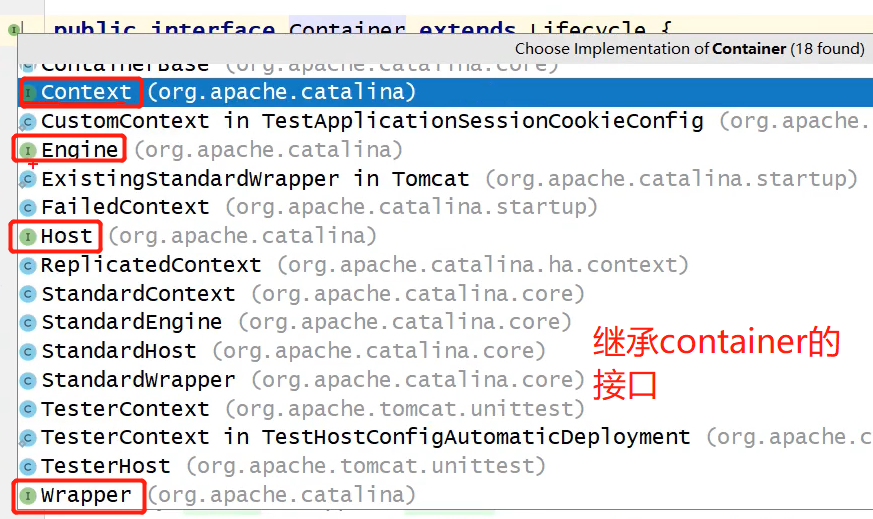 public interface Container extends Lifecycle {
Choose Implementation of Container (18 found)
ContainerBase (org.apache.catalina.core)
Context (org.apache.catalina)
CustomContext in TestApplicationSessionCookieConfig (org.apache.
Engine (org.apache.catalina)
ExistingStandardWrapper in Tomcat (org.apache.catalina.startup)
FailedContext (org.apache.catalina.startup)
Host (org.apache.catalina)
ReplicatedContext (org.apache.catalina.ha.context)
StandardContext (org.apache.catalina.core)
StandardEngine (org.apache.catalina.core)
StandardHost (org.apache.catalina.core)
StandardWrapper (org.apache.catalina.core)
继承container的
接口
TesterContext (org.apache.tomcat.unittest)
TesterContext in TestHostConfigAutomaticDeployment (org.apache.c
TesterHost (org.apache.tomcat.unittest)
Wrapper (org.apache.catalina)